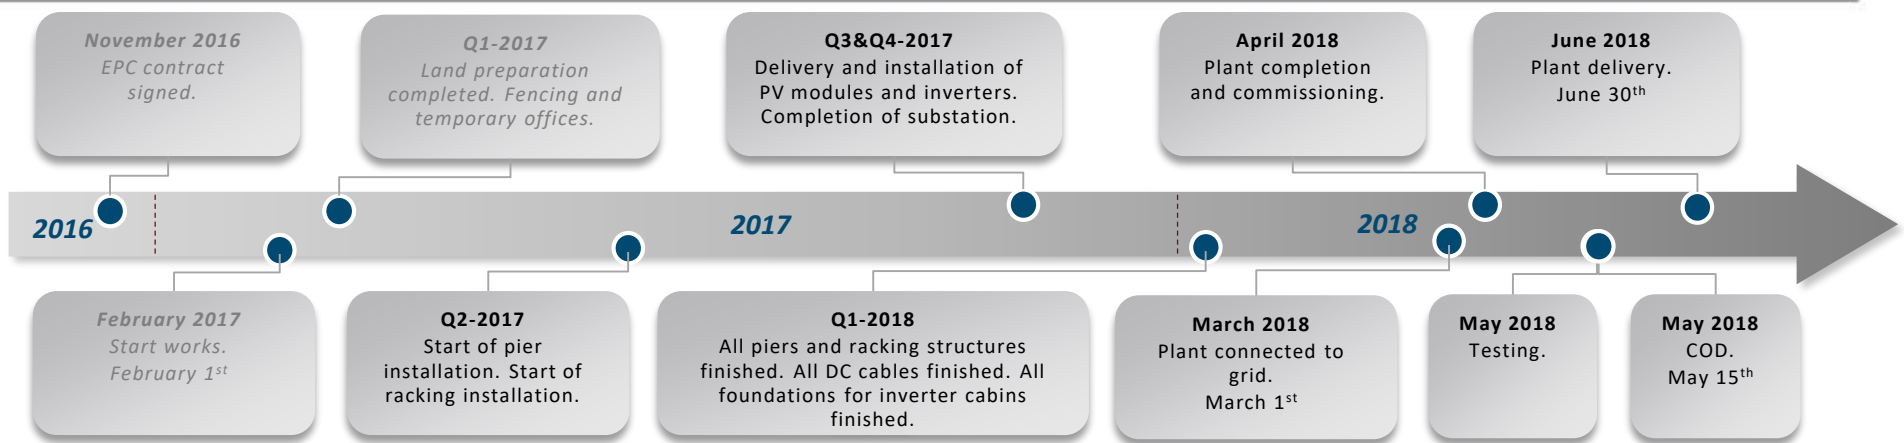 November 2016
EPC contract
signed.
Q1-2017
Land preparation
completed. Fencing and
temporary offices.
Q3&Q4-2017
Delivery and installation of
PV modules and inverters.
Completion of substation.
April 2018
Plant completion
and commissioning.
June 2018
Plant delivery.
June 30th
2016
2017
2018
February 2017
Start works.
February 1st
Q2-2017
Start of pier
installation. Start of
racking installation.
Q1-2018
All piers and racking structures
finished. All DC cables finished. All
foundations for inverter cabins
finished.
March 2018
Plant connected to
grid.
March 1st
May 2018
Testing.
May 2018
COD.
May 15th